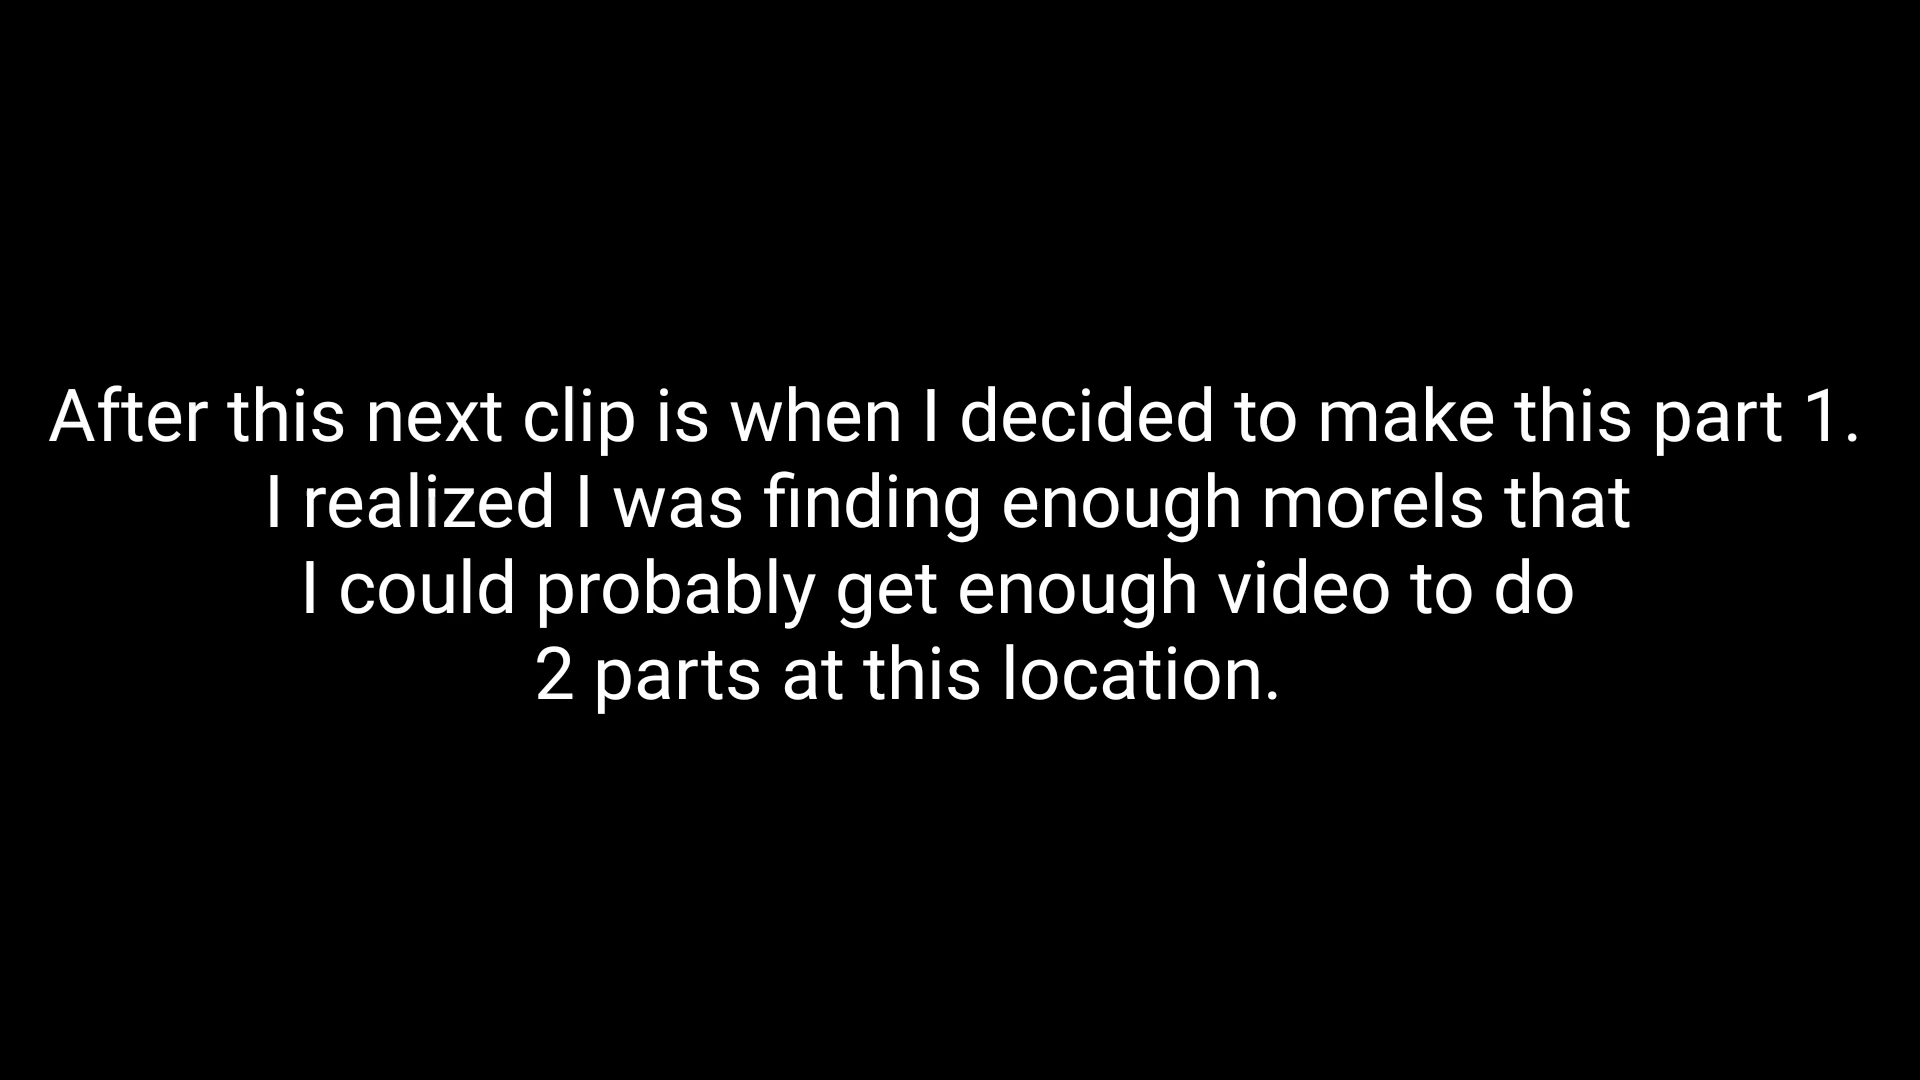 After this next clip is when I decided to make this part 1.
I realized I was finding enough morels that
I could probably get enough video to do
2 parts at this location.